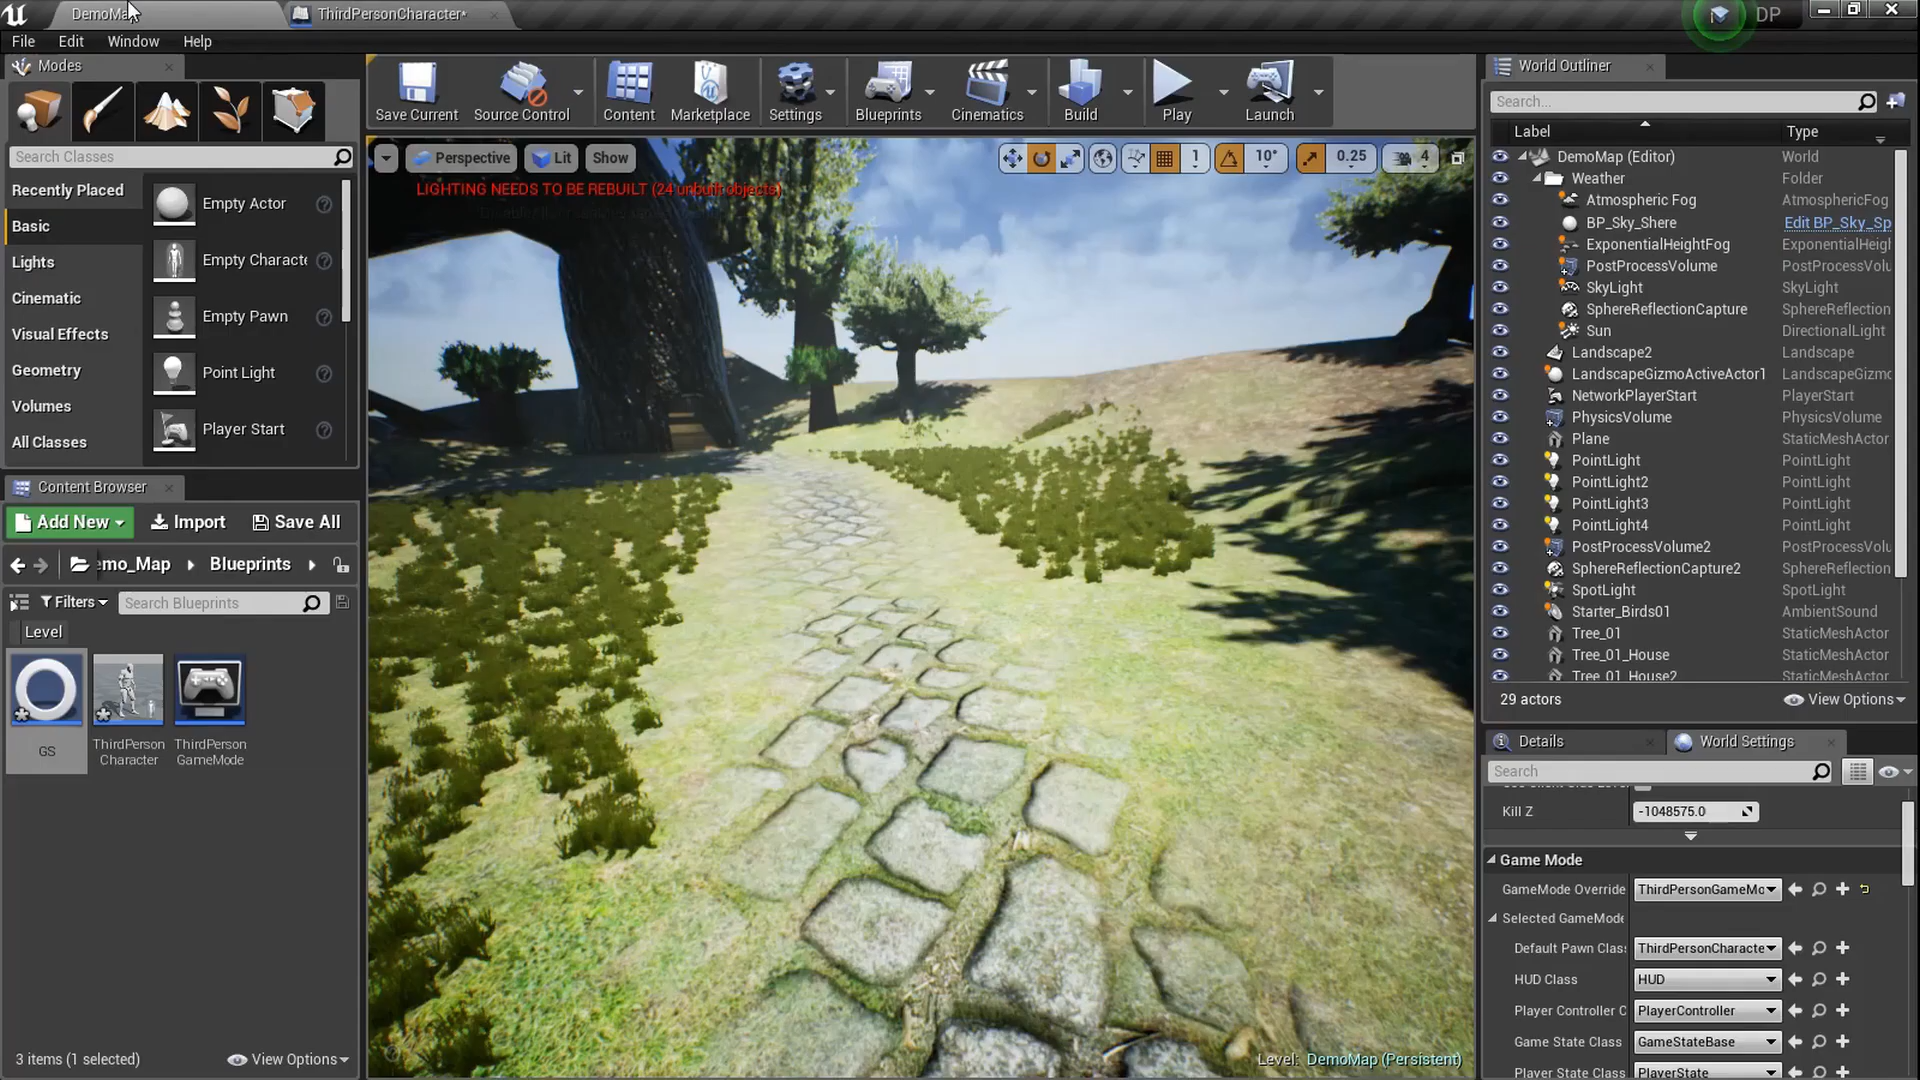 DemoMap
ThirdPersonCharacter*
DP
File
Edit
Window
Help
Modes
Search Classes
Recently Placed
Basic
Lights
Cinematic
Visual Effects
Geometry
Volumes
All Classes
Empty Actor
Empty Characte
Empty Pawn
Point Light
Player Start
Save Current
Source Control
Content
Marketplace
Settings
Blueprints
Cinematics
Build
Play
Launch
Perspective
Lit
Show
1
10°
0.25
4
LIGHTING NEEDS TO BE REBUILT (24 unbuilt objects)
Level: DemoMap (Persistent)
Content Browser
Add New
Import
Save All
emo_Map
Blueprints
Filters
Search Blueprints
Level
GS
ThirdPerson
Character
ThirdPerson
GameMode
3 items (1 selected)
View Options
World Outliner
Search...
Label
Type
DemoMap (Editor)
World
Weather
Folder
Atmospheric Fog
AtmosphericFog
BP_Sky_Shere
Edit BP_Sky_Sp
ExponentialHeightFog
ExponentialHeigh
PostProcessVolume
PostProcessVolu
SkyLight
SkyLight
SphereReflectionCapture
SphereReflection
Sun
DirectionalLight
Landscape2
Landscape
LandscapeGizmoActiveActor1
LandscapeGizmo
NetworkPlayerStart
PlayerStart
PhysicsVolume
PhysicsVolume
Plane
StaticMeshActor
PointLight
PointLight
PointLight2
PointLight
PointLight3
PointLight
PointLight4
PointLight
PostProcessVolume2
PostProcessVolu
SphereReflectionCapture2
SphereReflection
SpotLight
SpotLight
Starter_Birds01
AmbientSound
Tree_01
StaticMeshActor
Tree_01_House
StaticMeshActor
Tree_01_House2
StaticMeshActor
29 actors
View Options
Details
World Settings
Search
Kill Z
-1048575.0
Game Mode
GameMode Override
ThirdPersonGameMo
Selected GameMode
Default Pawn Clas
ThirdPersonCharacte
HUD Class
HUD
Player Controller C
PlayerController
Game State Class
GameStateBase
Player State Class
PlayerState